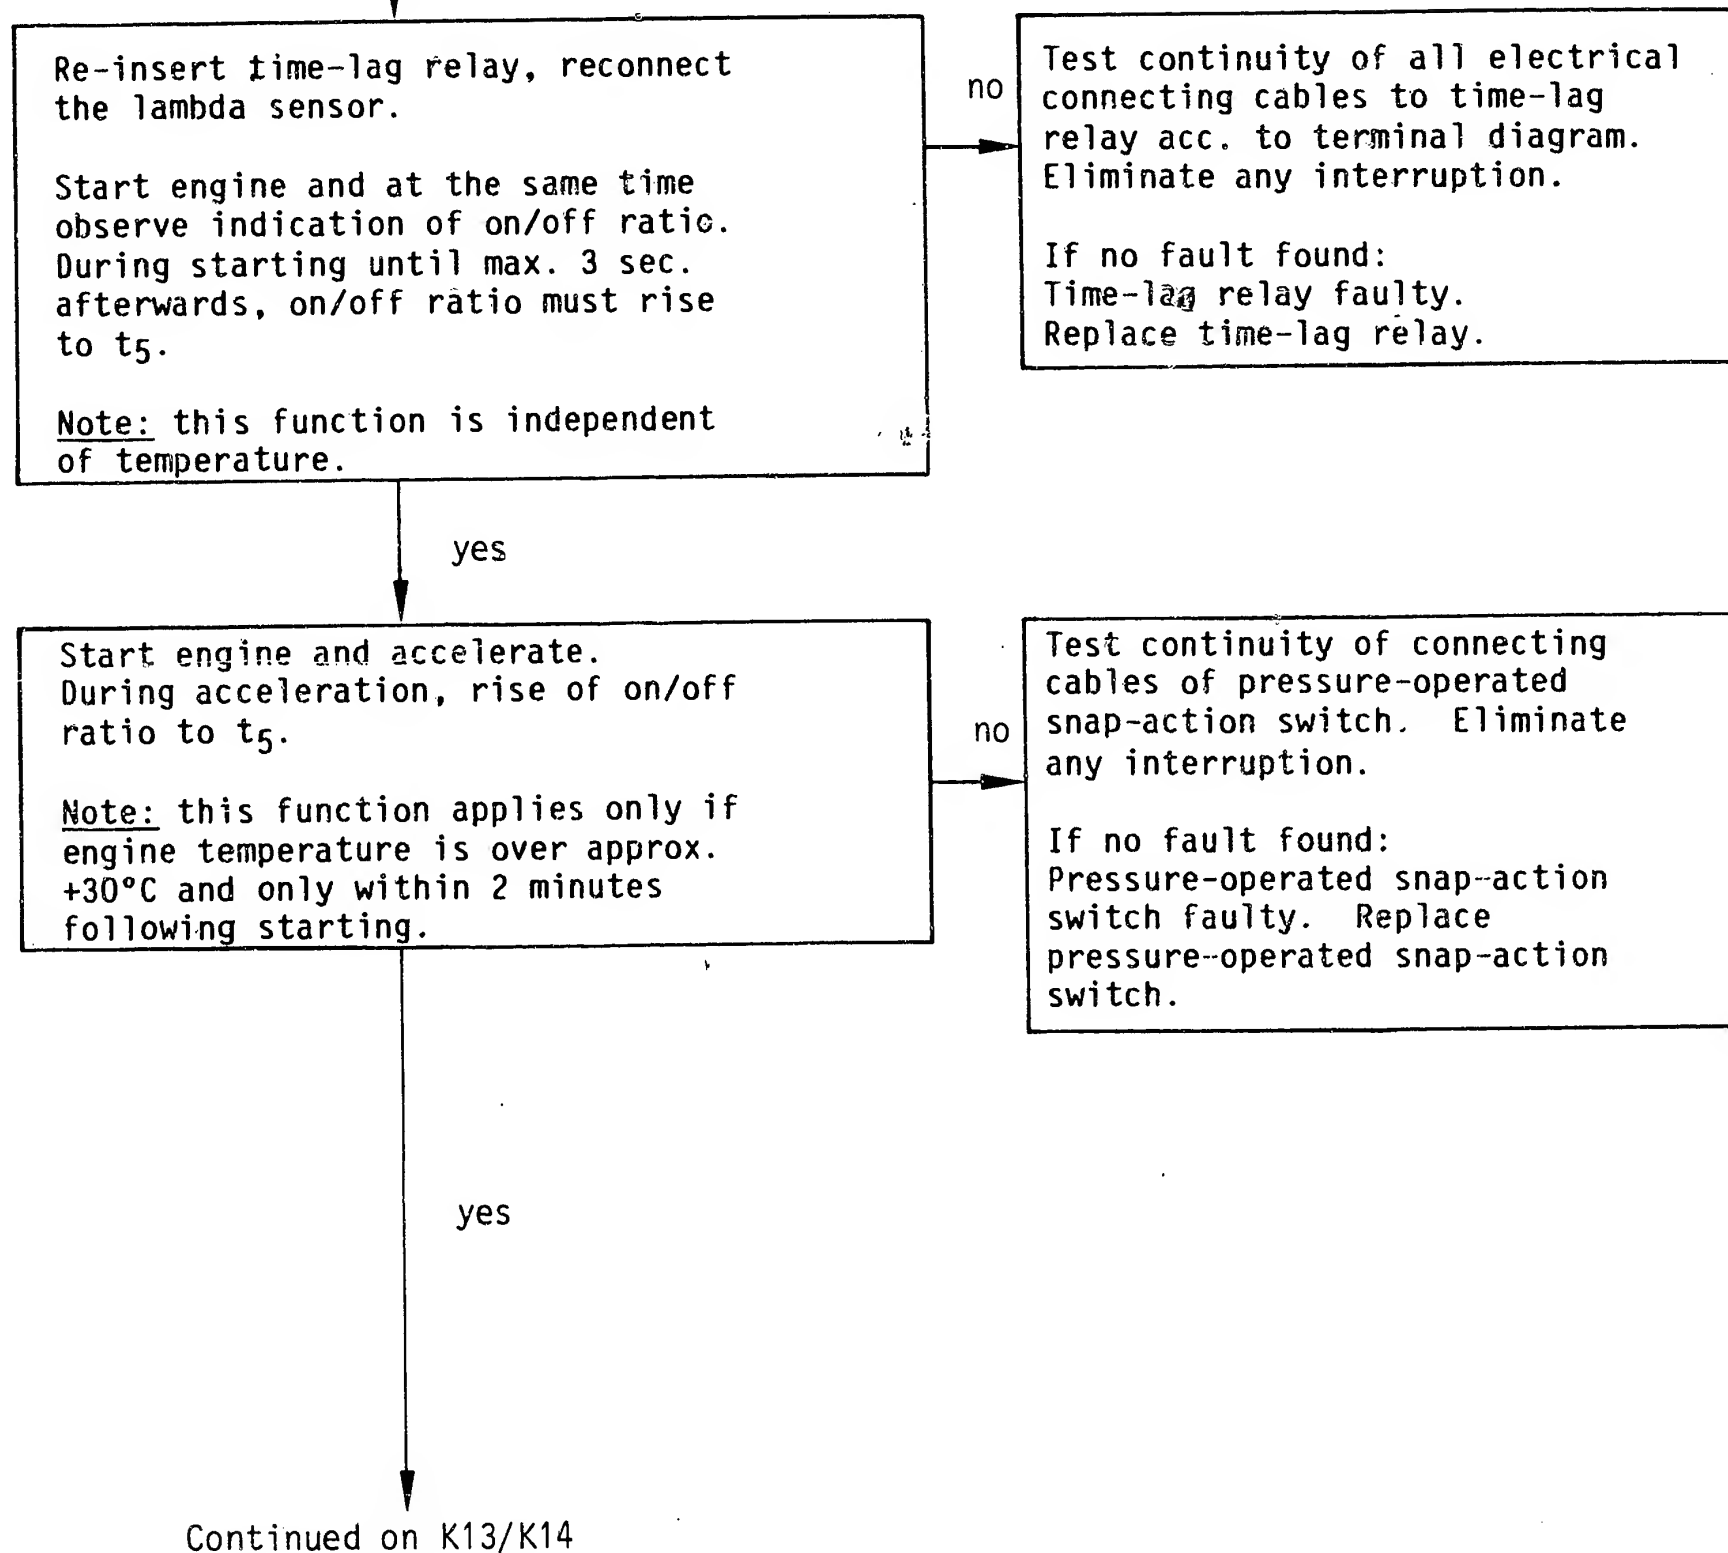 Re-insert time-lag relay, reconnect
the lambda sensor.
Start engine and at the same time
observe indication of on/off ratio.
During starting until max. 3 sec.
afterwards, on/off ratio must rise
to t5.
Note: this function is independent
of temperature.
no
Test continuity of all electrical
connecting cables to time-lag
relay acc. to terminal diagram.
Eliminate any interruption.
If no fault found:
Time-lag relay faulty.
Replace time-lag relay.
yes
Start engine and accelerate.
During acceleration, rise of on/off
ratio to t5.
Note: this function applies only if
engine temperature is over approx.
+30°C and only within 2 minutes
following starting.
no
Test continuity of connecting
cables of pressure-operated
snap-action switch. Eliminate
any interruption.
If no fault found:
Pressure-operated snap-action
switch faulty. Replace
pressure-operated snap-action
switch.
yes
Continued on K13/K14